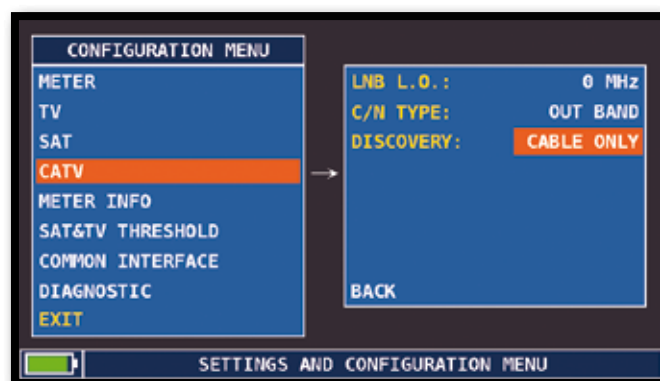 CONFIGURATION MENU
METER
TV
SAT
CATV
METER INFO
SAT&TV THRESHOLD
COMMON INTERFACE
DIAGNOSTIC
EXIT
LNB L.O.: 0 MHz
C/N TYPE: OUT BAND
DISCOVERY: CABLE ONLY
BACK
SETTINGS AND CONFIGURATION MENU